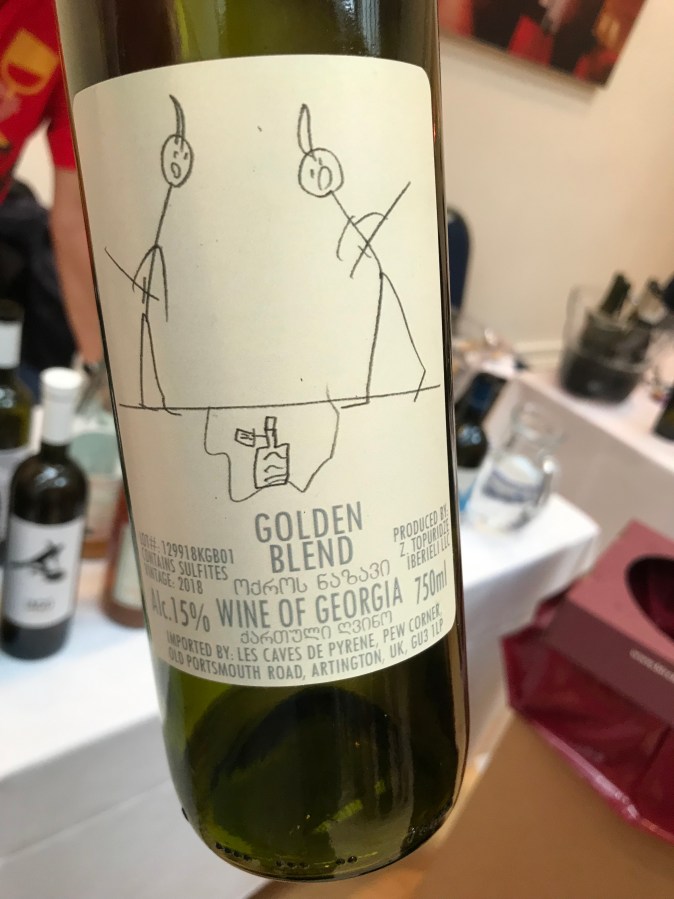 GOLDEN
BLEND
ოქროს ნაზავი
WINE OF GEORGIA
ქართული ღვინო
LOT#: 129918KGB01
CONTAINS SULFITES
VINTAGE: 2018
Alc.15%
PRODUCED BY:
Z. TOPURIDZE
IBERIELI LLC
750ml
IMPORTED BY: LES CAVES DE PYRENE, PEW CORNER,
OLD PORTSMOUTH ROAD, ARTINGTON, UK, GU3 1LP